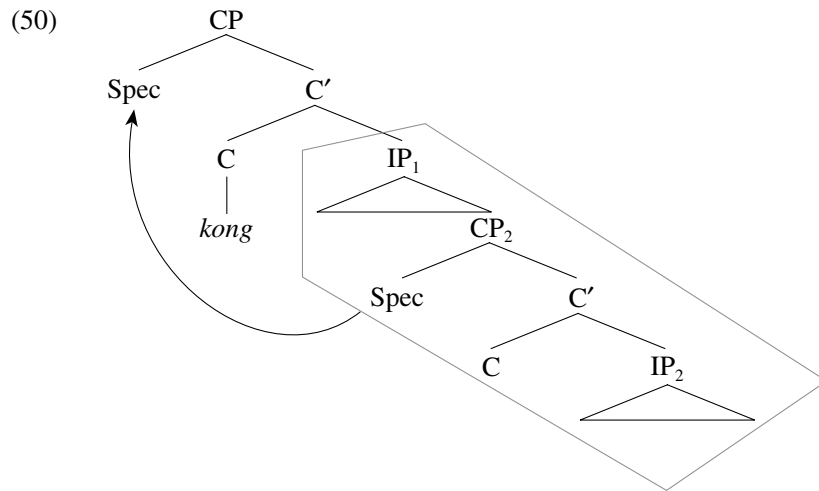 (50) CP
Spec C′
C IP₁
kong
CP₂
Spec C′
C IP₂